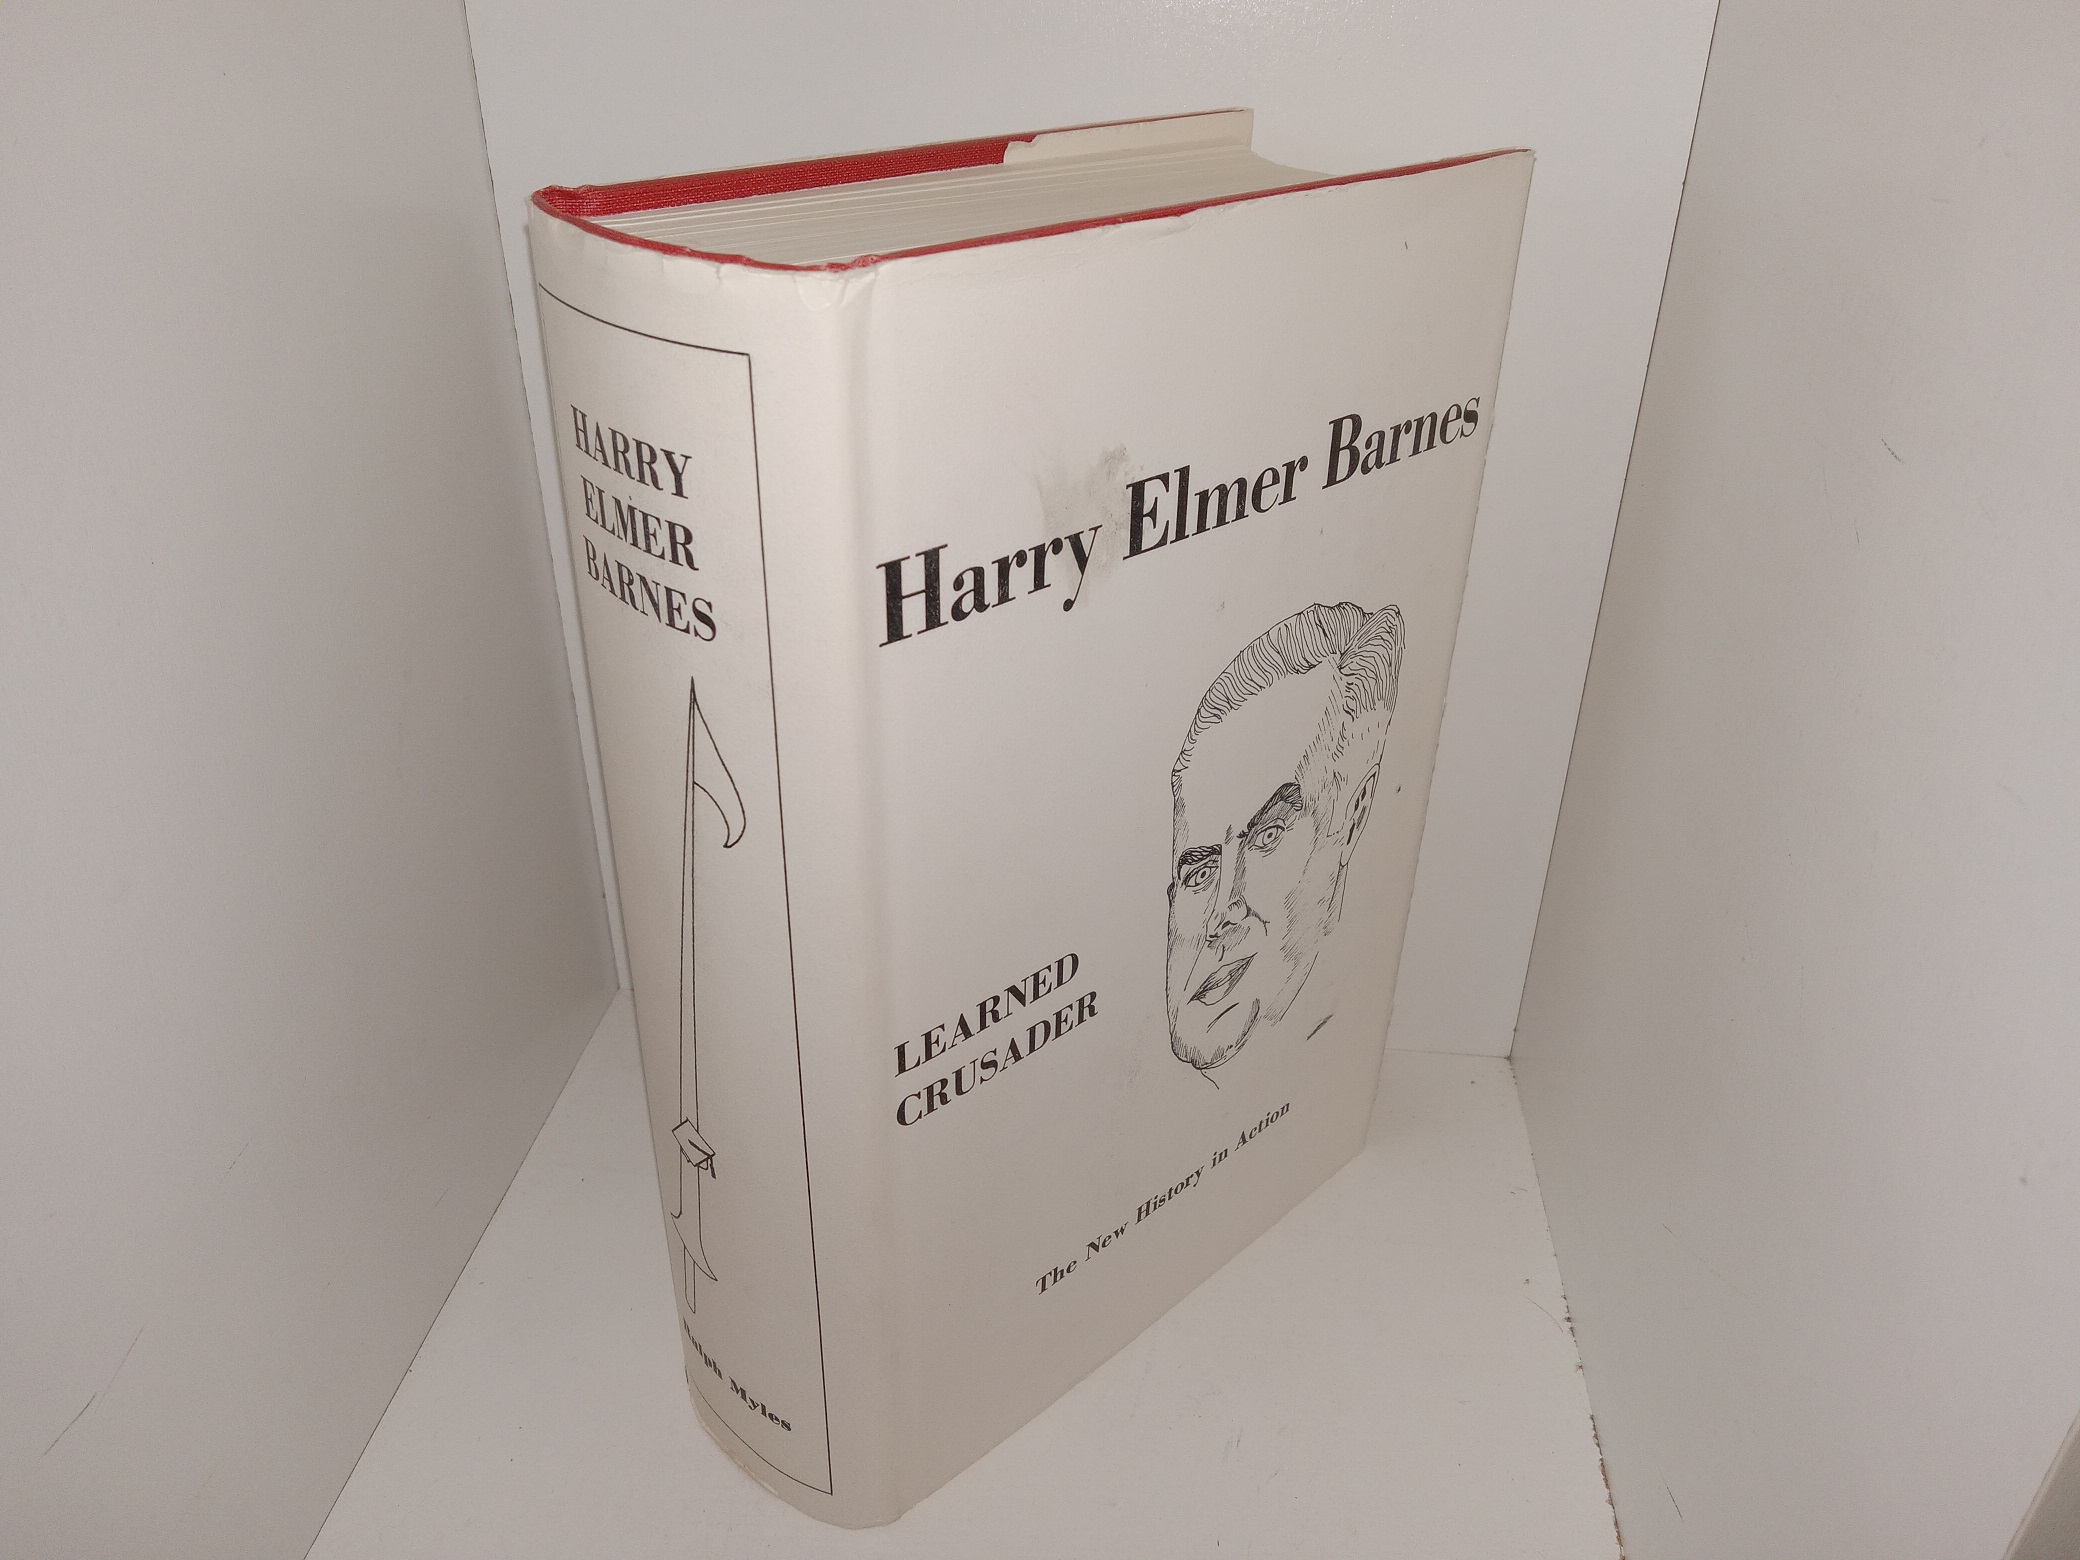 HARRY
ELMER
BARNES
Ralph Myles
Harry Elmer Barnes
LEARNED
CRUSADER
The New History in Action